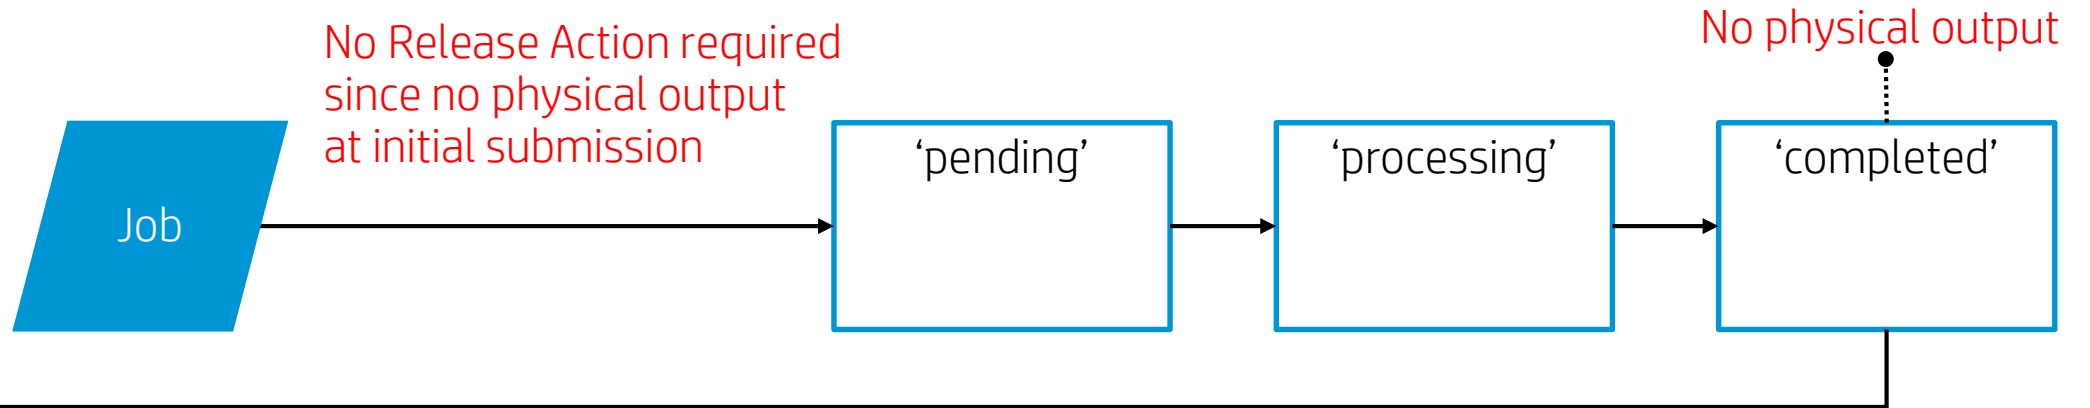 No Release Action required
since no physical output
at initial submission
No physical output
Job
‘pending’
‘processing’
‘completed’